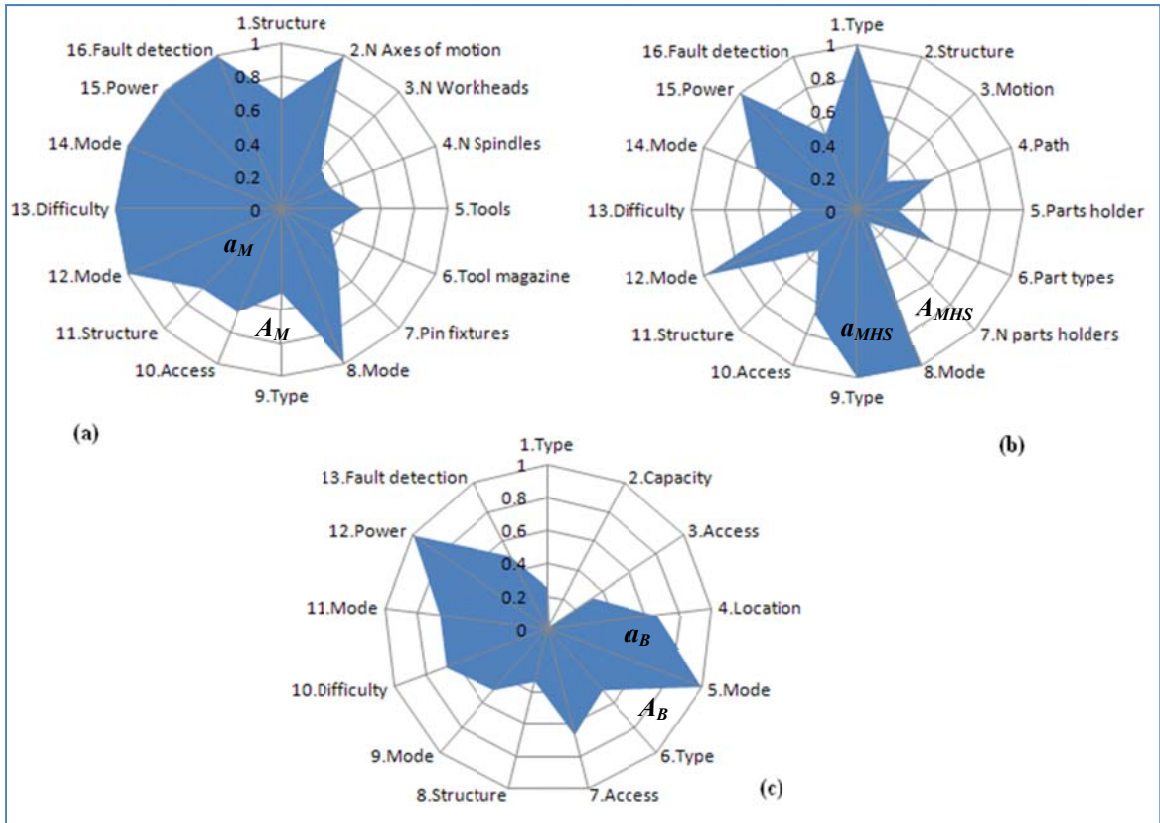 1.Structure
2.N Axes of motion
3.N Workheads
4.N Spindles
5.Tools
6.Tool magazine
7.Pin fixtures
8.Mode
9.Type
10.Access
11.Structure
12.Mode
13.Difficulty
14.Mode
15.Power
16.Fault detection
1
0.8
0.6
0.4
0.2
0
a_M
A_M
(a)
1.Type
2.Structure
3.Motion
4.Path
5.Parts holder
6.Part types
7.N parts holders
8.Mode
9.Type
10.Access
11.Structure
12.Mode
13.Difficulty
14.Mode
15.Power
16.Fault detection
1
0.8
0.6
0.4
0.2
0
a_MHS
A_MHS
(b)
1.Type
2.Capacity
3.Access
4.Location
5.Mode
6.Type
7.Access
8.Structure
9.Mode
10.Difficulty
11.Mode
12.Power
13.Fault detection
1
0.8
0.6
0.4
0.2
0
a_B
A_B
(c)